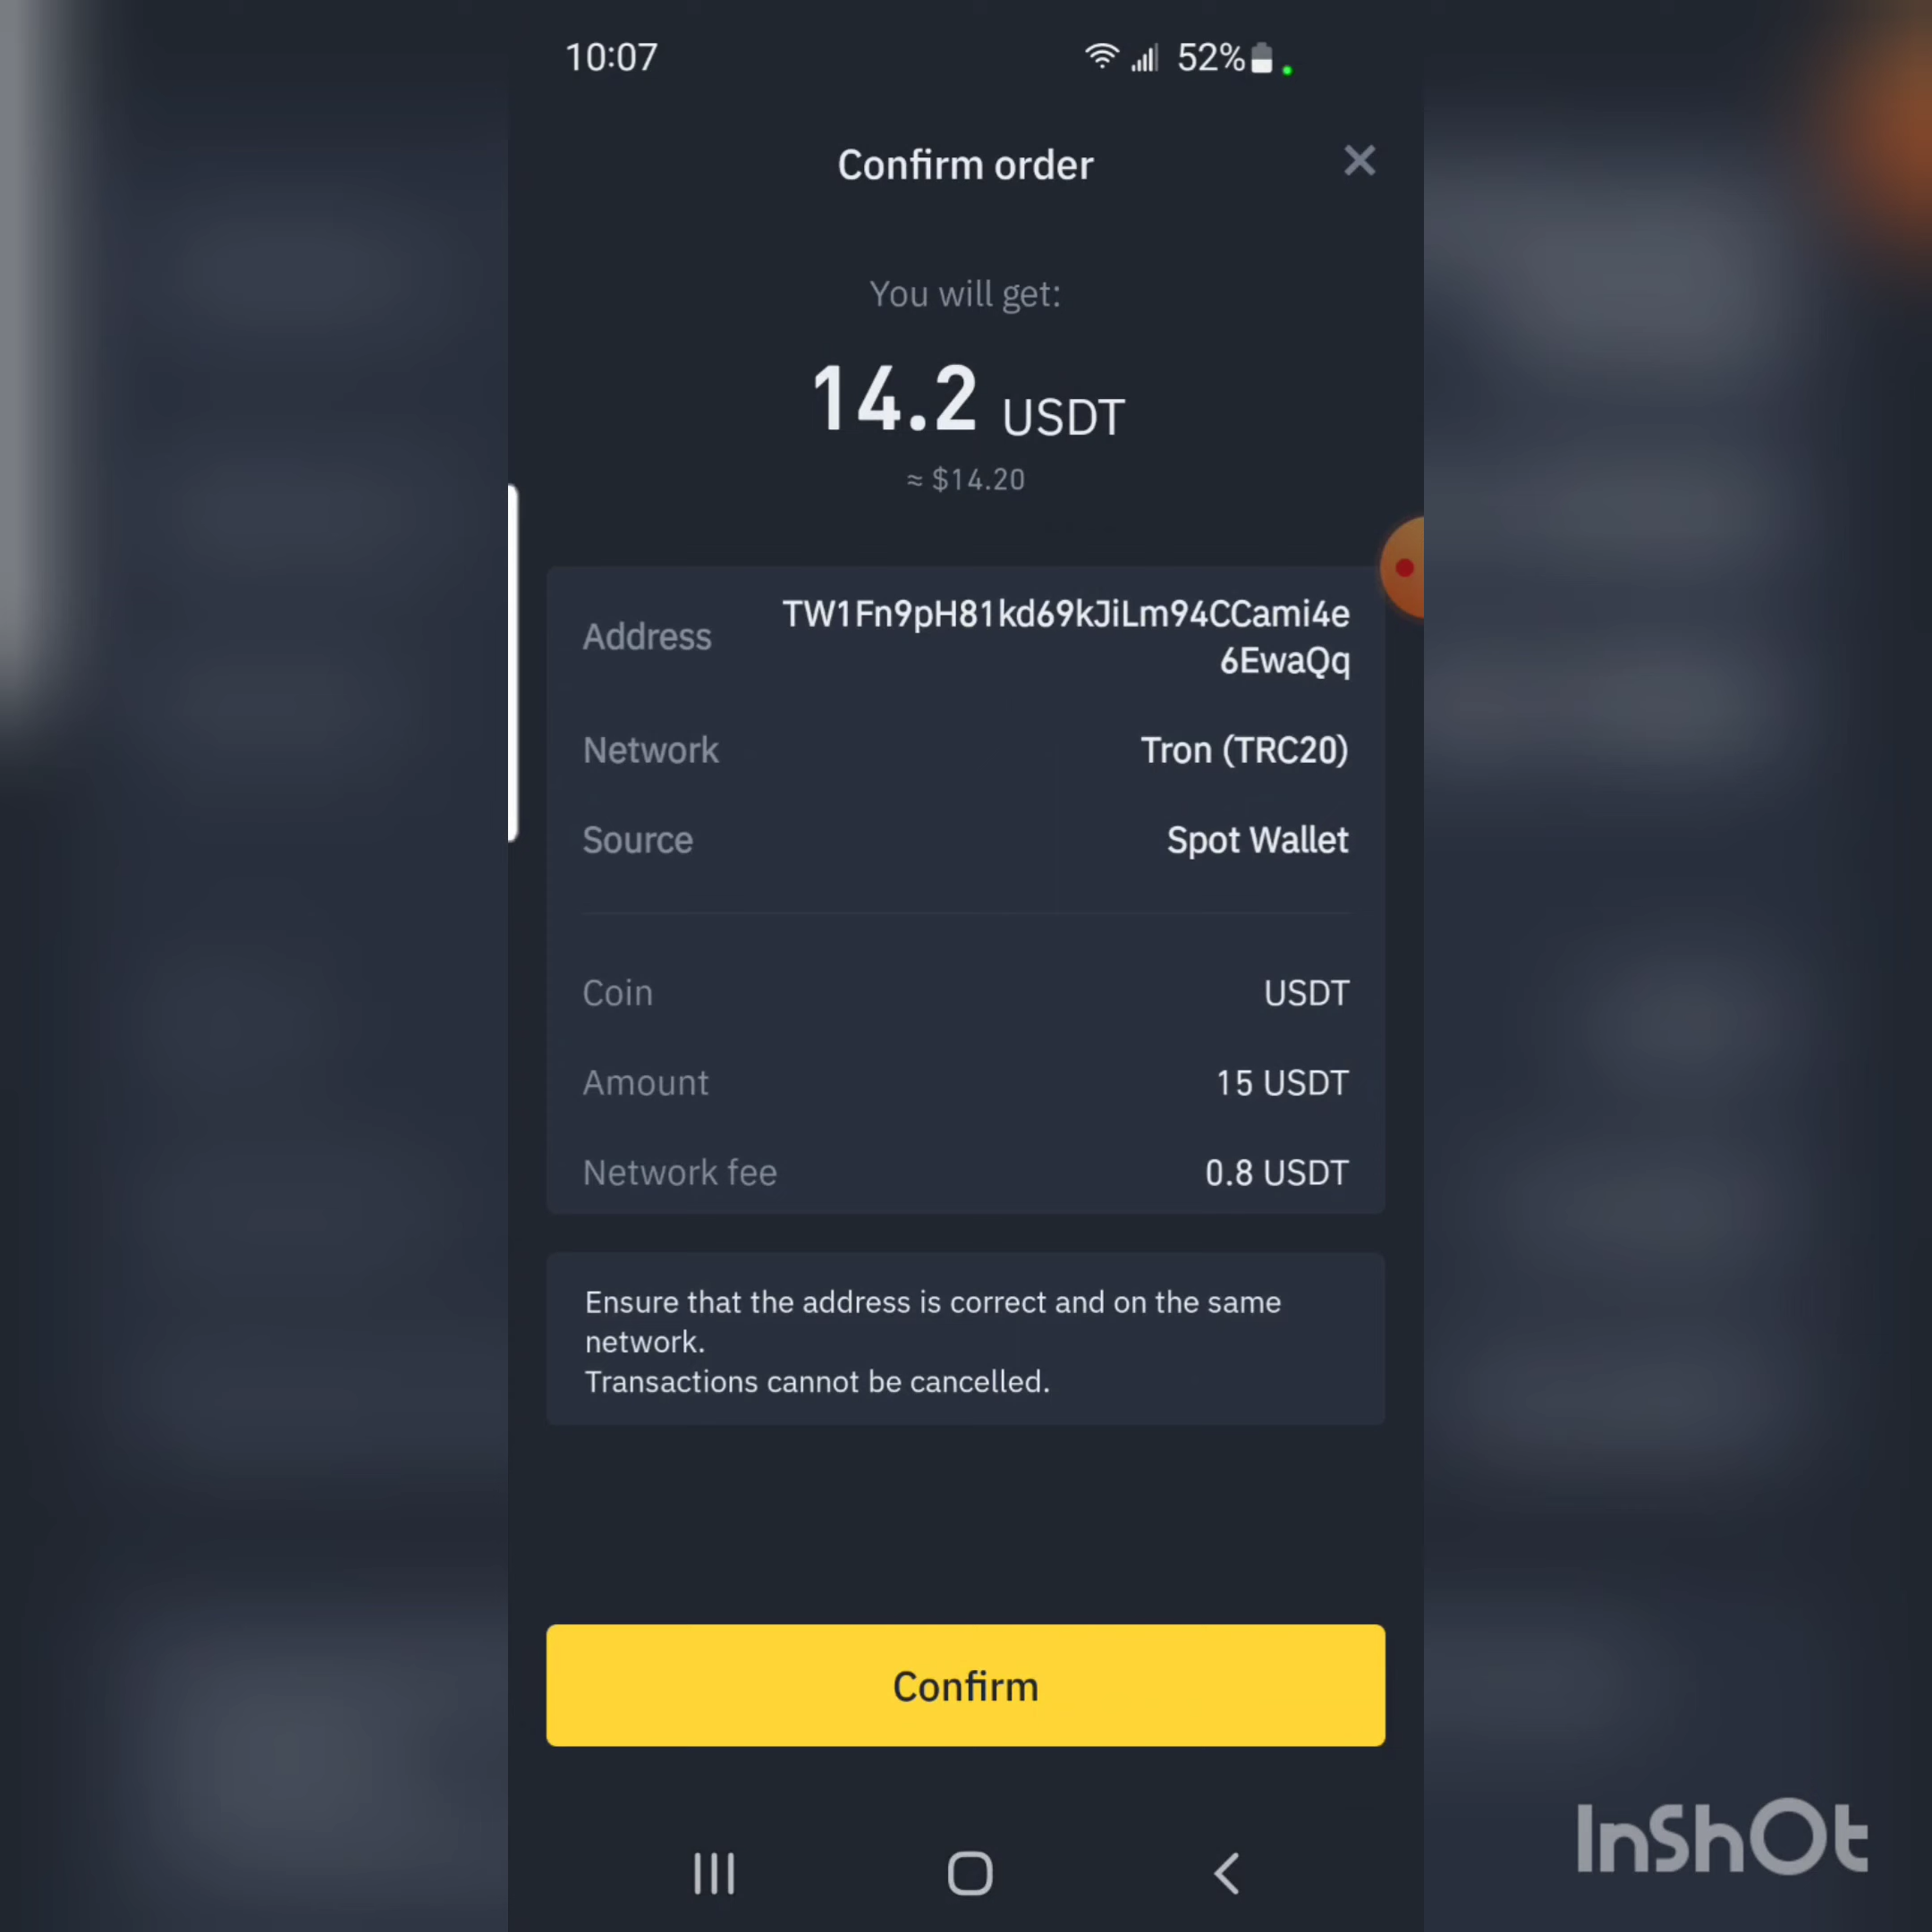 10:07
52%
Confirm order
You will get:
14.2 USDT
≈ $14.20
Address
TW1Fn9pH81kd69kJiLm94CCami4e
6EwaQq
Network
Tron (TRC20)
Source
Spot Wallet
Coin
USDT
Amount
15 USDT
Network fee
0.8 USDT
Ensure that the address is correct and on the same
network.
Transactions cannot be cancelled.
Confirm
InShOt